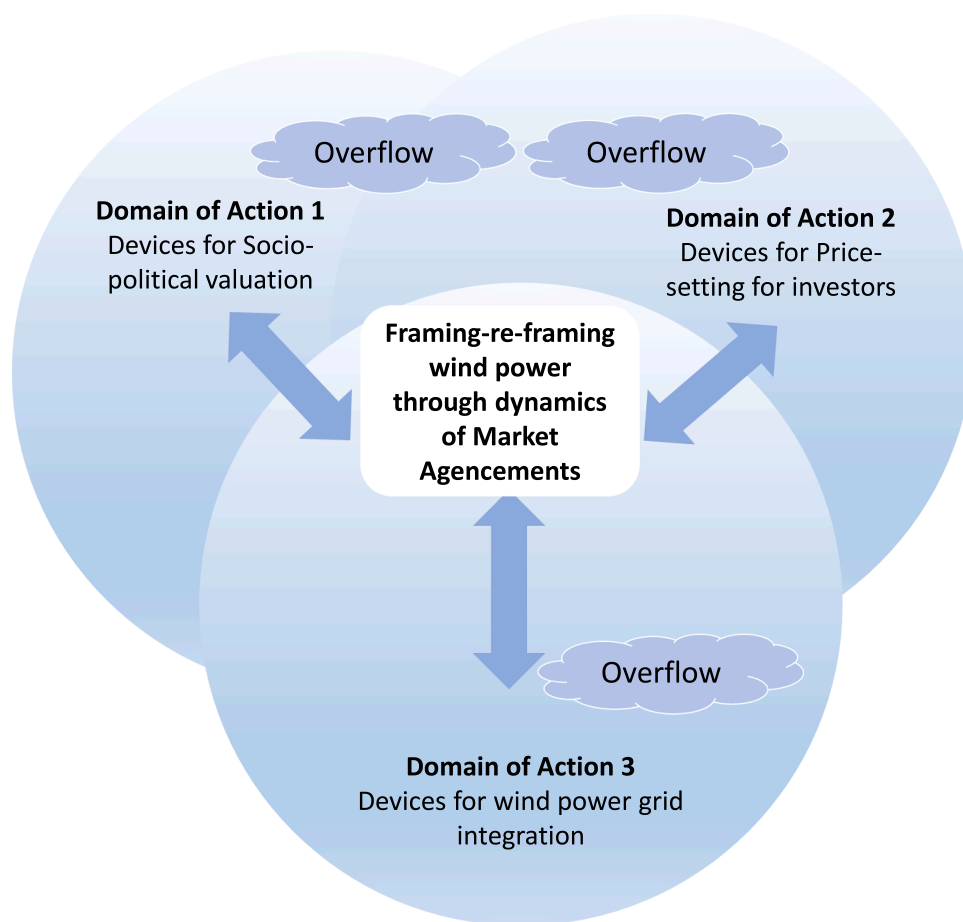 Overflow
Overflow
Domain of Action 1
Devices for Socio-
political valuation
Domain of Action 2
Devices for Price-
setting for investors
Framing-re-framing
wind power
through dynamics
of Market
Agencements
Overflow
Domain of Action 3
Devices for wind power grid
integration